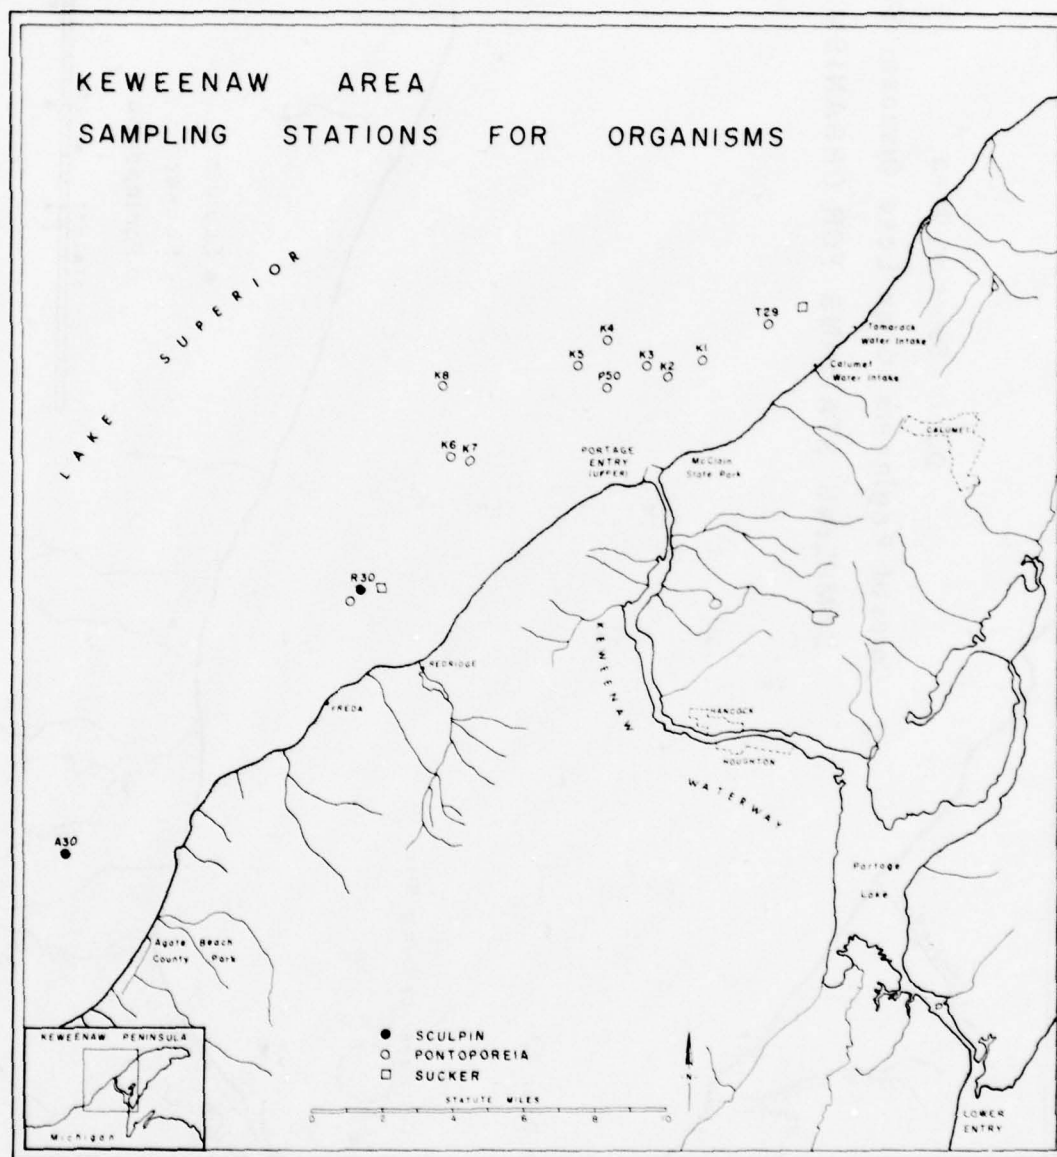 KEWEENAW AREA
SAMPLING STATIONS FOR ORGANISMS
LAKE SUPERIOR
T29
K4
K1
K5
K3
K2
P50
K8
K6
K7
Tamarack
Water Intake
Calumet
Water Intake
CALUMET
PORTAGE
ENTRY
(UPPER)
McClain
State Park
R30
REDRIDGE
FREDA
KEWEENAW
WATERWAY
HANCOCK
HOUGHTON
A30
Portage
Lake
Agate Beach
County Park
KEWEENAW PENINSULA
Michigan
SCULPIN
PONTOPOREIA
SUCKER
STATUTE MILES
0 2 4 6 8 10
N
LOWER
ENTRY